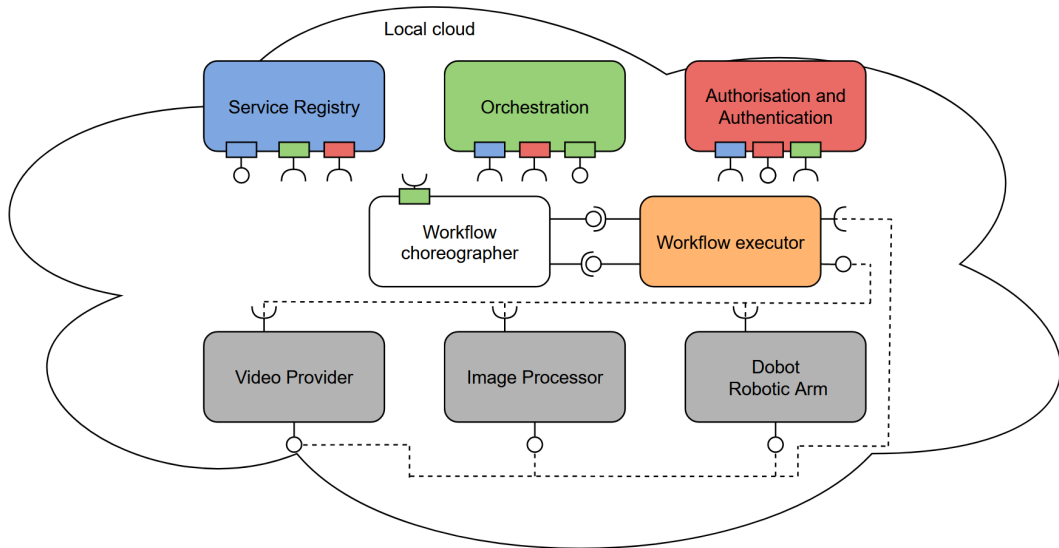 Local cloud
Service Registry
Orchestration
Authorisation and
Authentication
Workflow
choreographer
Workflow executor
Video Provider
Image Processor
Dobot
Robotic Arm